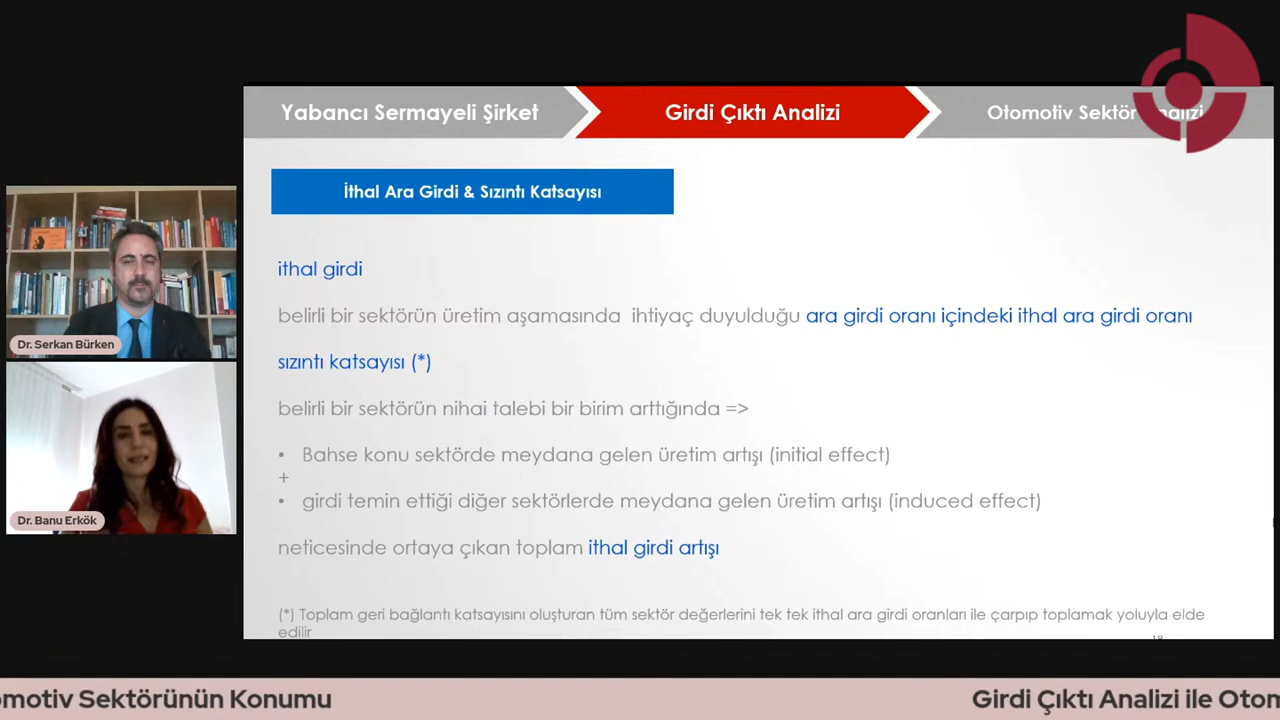 Yabancı Sermayeli Şirket
Girdi Çıktı Analizi
Otomotiv Sektör Analizi
İthal Ara Girdi & Sızıntı Katsayısı
ithal girdi
belirli bir sektörün üretim aşamasında ihtiyaç duyulduğu ara girdi oranı içindeki ithal ara girdi oranı
sızıntı katsayısı (*)
belirli bir sektörün nihai talebi bir birim arttığında =>
• Bahse konu sektörde meydana gelen üretim artışı (initial effect)
+
• girdi temin ettiği diğer sektörlerde meydana gelen üretim artışı (induced effect)
neticesinde ortaya çıkan toplam ithal girdi artışı
(*) Toplam geri bağlantı katsayısını oluşturan tüm sektör değerlerini tek tek ithal ara girdi oranları ile çarpıp toplamak yoluyla elde
edilir
18
Dr. Serkan Bürken
Dr. Banu Erkök
omotiv Sektörünün Konumu
Girdi Çıktı Analizi ile Otom